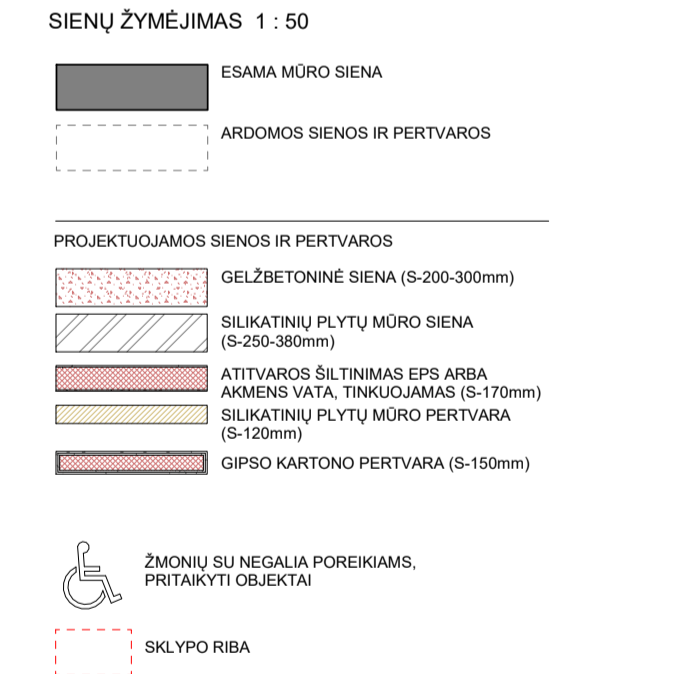 SIENŲ ŽYMĖJIMAS 1 : 50
ESAMA MŪRO SIENA
ARDOMOS SIENOS IR PERTVAROS
PROJEKTUOJAMOS SIENOS IR PERTVAROS
GELŽBETONINĖ SIENA (S-200-300mm)
SILIKATINIŲ PLYTŲ MŪRO SIENA
(S-250-380mm)
ATITVAROS ŠILTINIMAS EPS ARBA
AKMENS VATA, TINKUOJAMAS (S-170mm)
SILIKATINIŲ PLYTŲ MŪRO PERTVARA
(S-120mm)
GIPSO KARTONO PERTVARA (S-150mm)
ŽMONIŲ SU NEGALIA POREIKIAMS,
PRITAIKYTI OBJEKTAI
SKLYPO RIBA